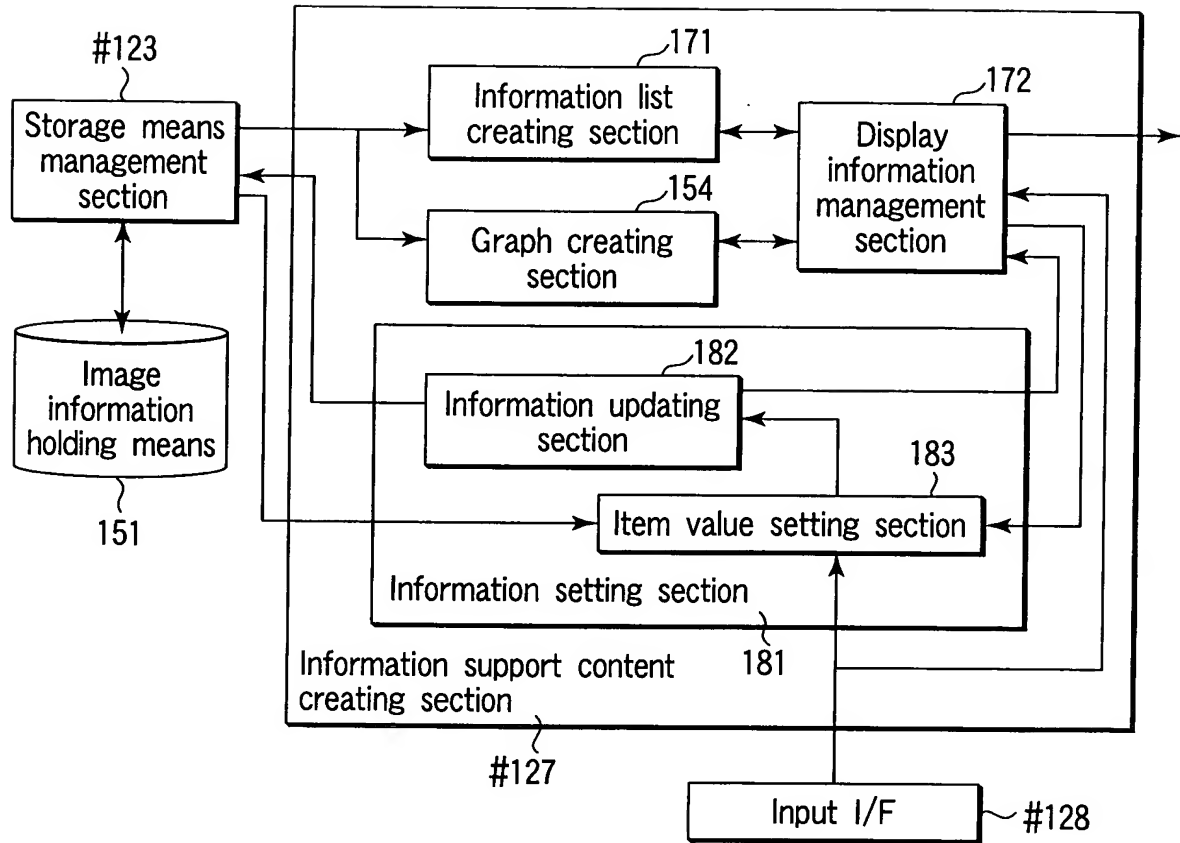 #123
Storage means
management
section
171
Information list
creating section
172
Display
information
management
section
154
Graph creating
section
Image
information
holding means
151
182
Information updating
section
183
Item value setting section
Information setting section
181
Information support content
creating section
#127
Input I/F
#128